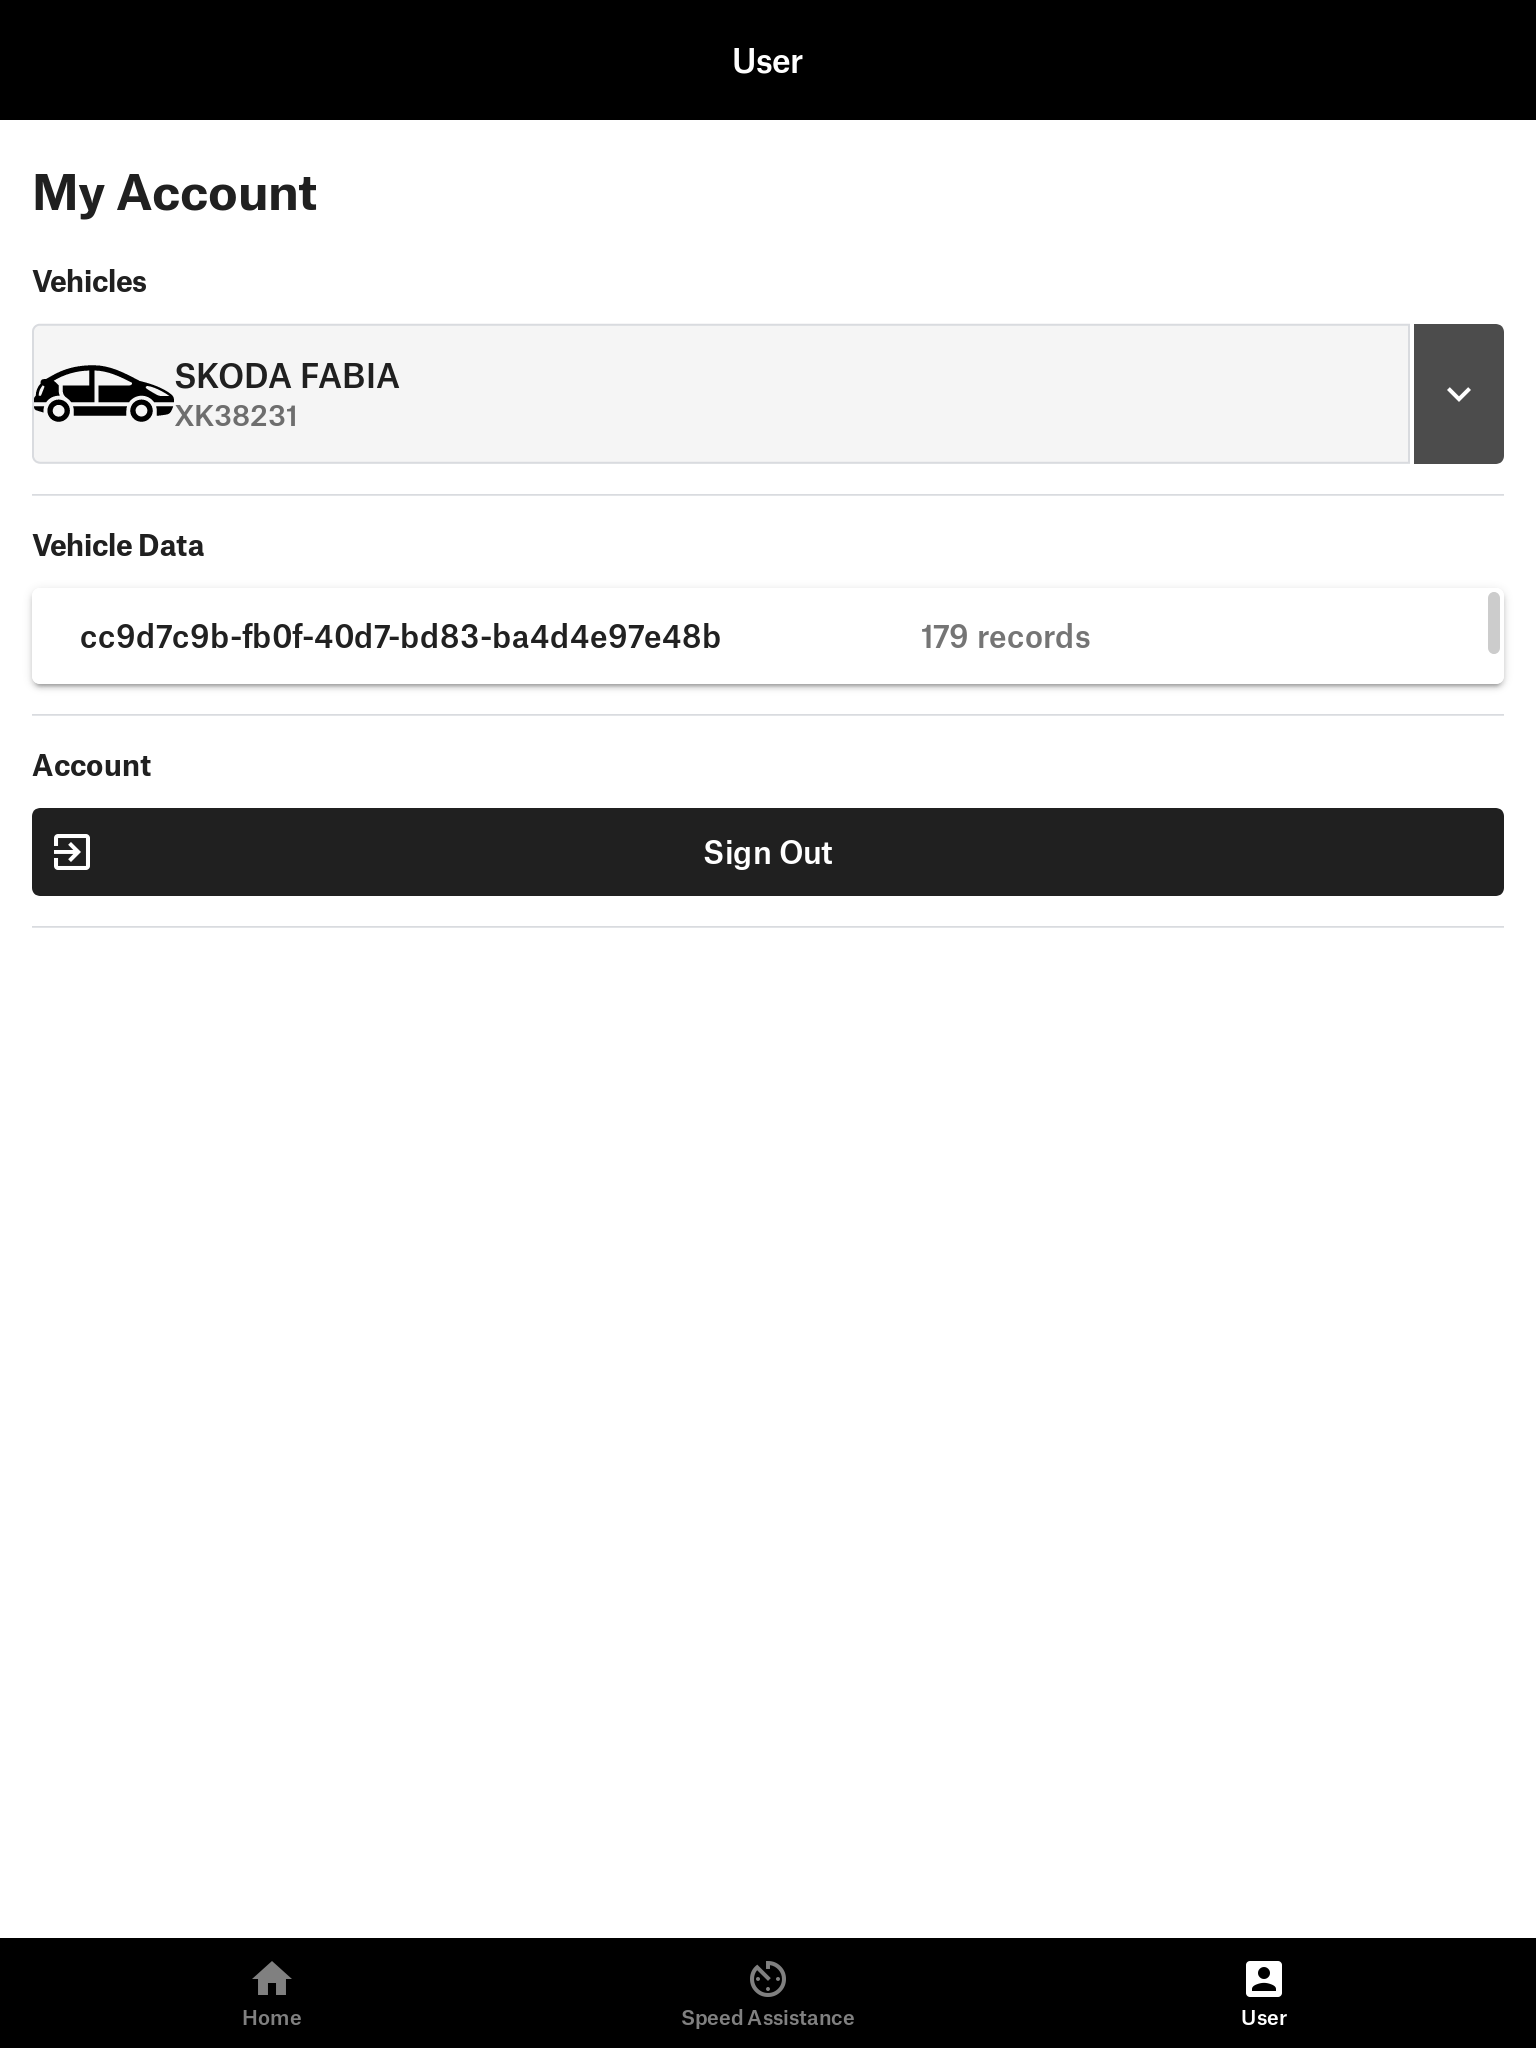 User
My Account
Vehicles
SKODA FABIA
XK38231
Vehicle Data
cc9d7c9b-fb0f-40d7-bd83-ba4d4e97e48b 179 records
Account
Sign Out
Home Speed Assistance User